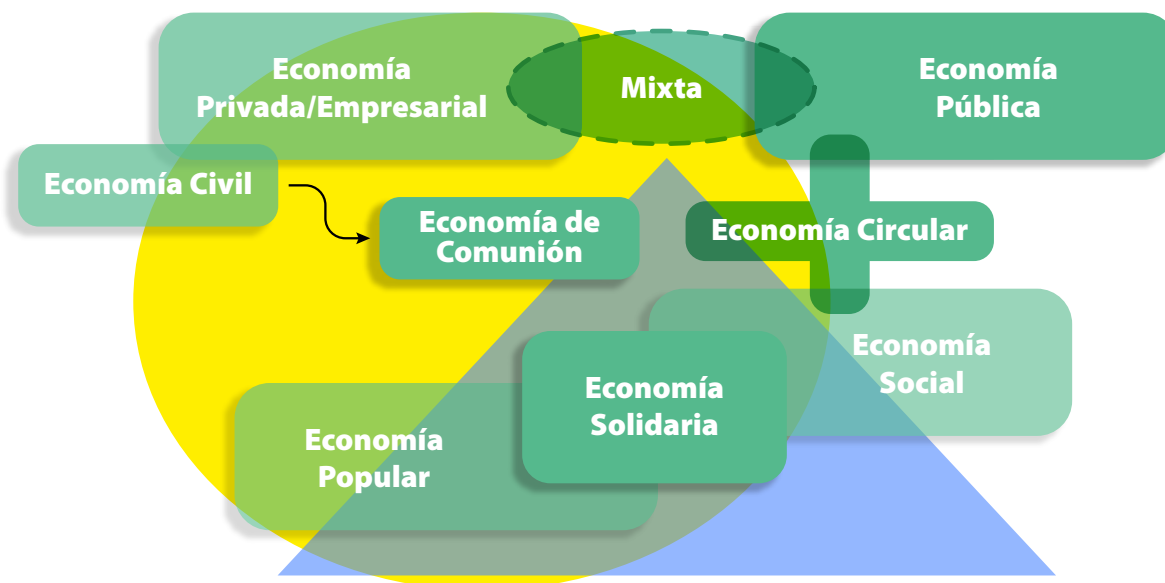 Economía
Privada/Empresarial
Mixta
Economía
Pública
Economía Civil
Economía de
Comunión
Economía Circular
Economía
Social
Economía
Solidaria
Economía
Popular